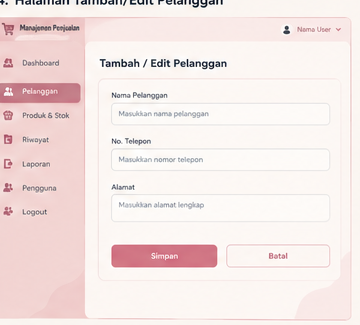 4. Halaman Tambah/Edit Pelanggan
Manajemen Penjualan
Nama User
Dashboard
Pelanggan
Produk & Stok
Riwayat
Laporan
Pengguna
Logout
Tambah / Edit Pelanggan
Nama Pelanggan
Masukkan nama pelanggan
No. Telepon
Masukkan nomor telepon
Alamat
Masukkan alamat lengkap
Simpan
Batal